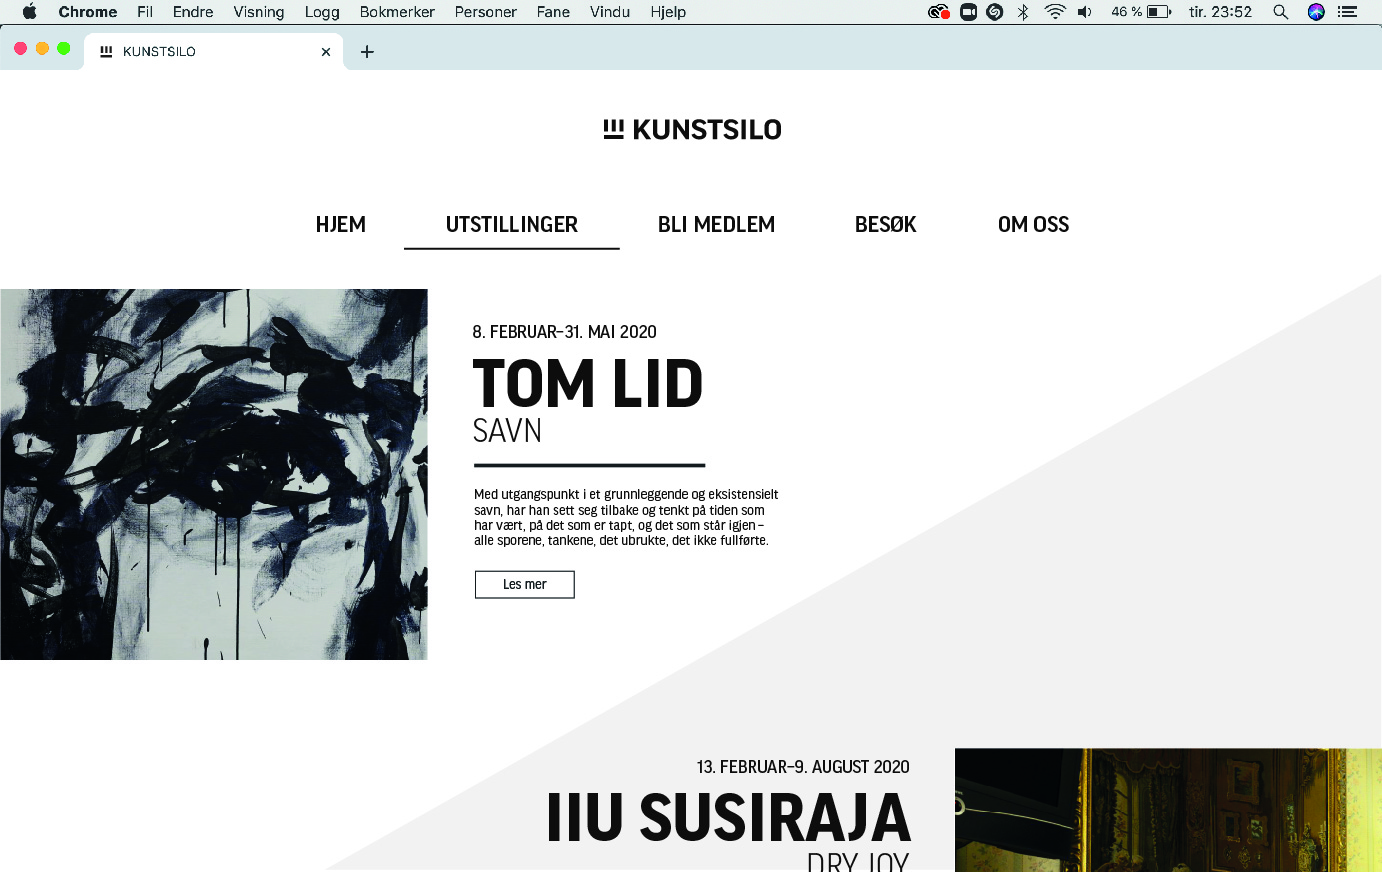 Chrome Fil Endre Visning Logg Bokmerker Personer Fane Vindu Hjelp 46 % tir. 23:52
KUNSTSILO
KUNSTSILO
HJEM UTSTILLINGER BLI MEDLEM BESØK OM OSS
8. FEBRUAR–31. MAI 2020
TOM LID
SAVN
Med utgangspunkt i et grunnleggende og eksistensielt
savn, har han sett seg tilbake og tenkt på tiden som
har vært, på det som er tapt, og det som står igjen –
alle sporene, tankene, det ubrukte, det ikke fullførte.
Les mer
13. FEBRUAR–9. AUGUST 2020
IIU SUSIRAJA
DRY JOY